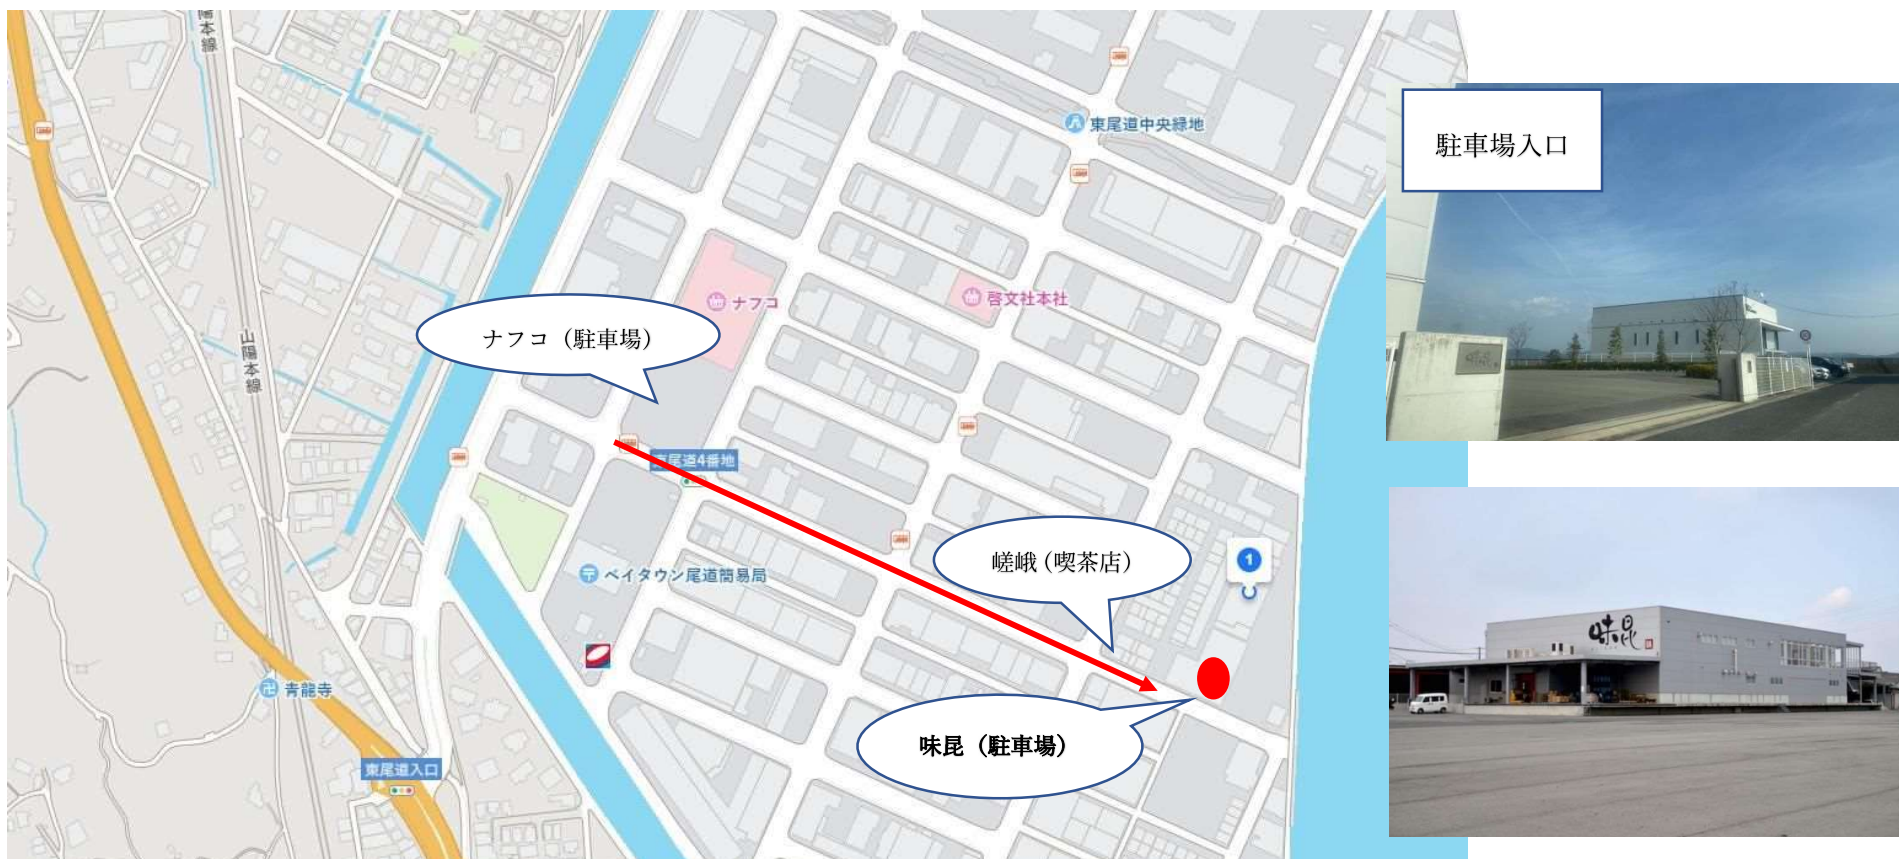 陽本線
東尾道中央緑地
駐車場入口
ナフコ
啓文社本社
ナフコ（駐車場）
山陽本線
東尾道4番地
嵯峨（喫茶店）
1
ベイタウン尾道簡易局
青龍寺
味昆（駐車場）
味昆
東尾道入口